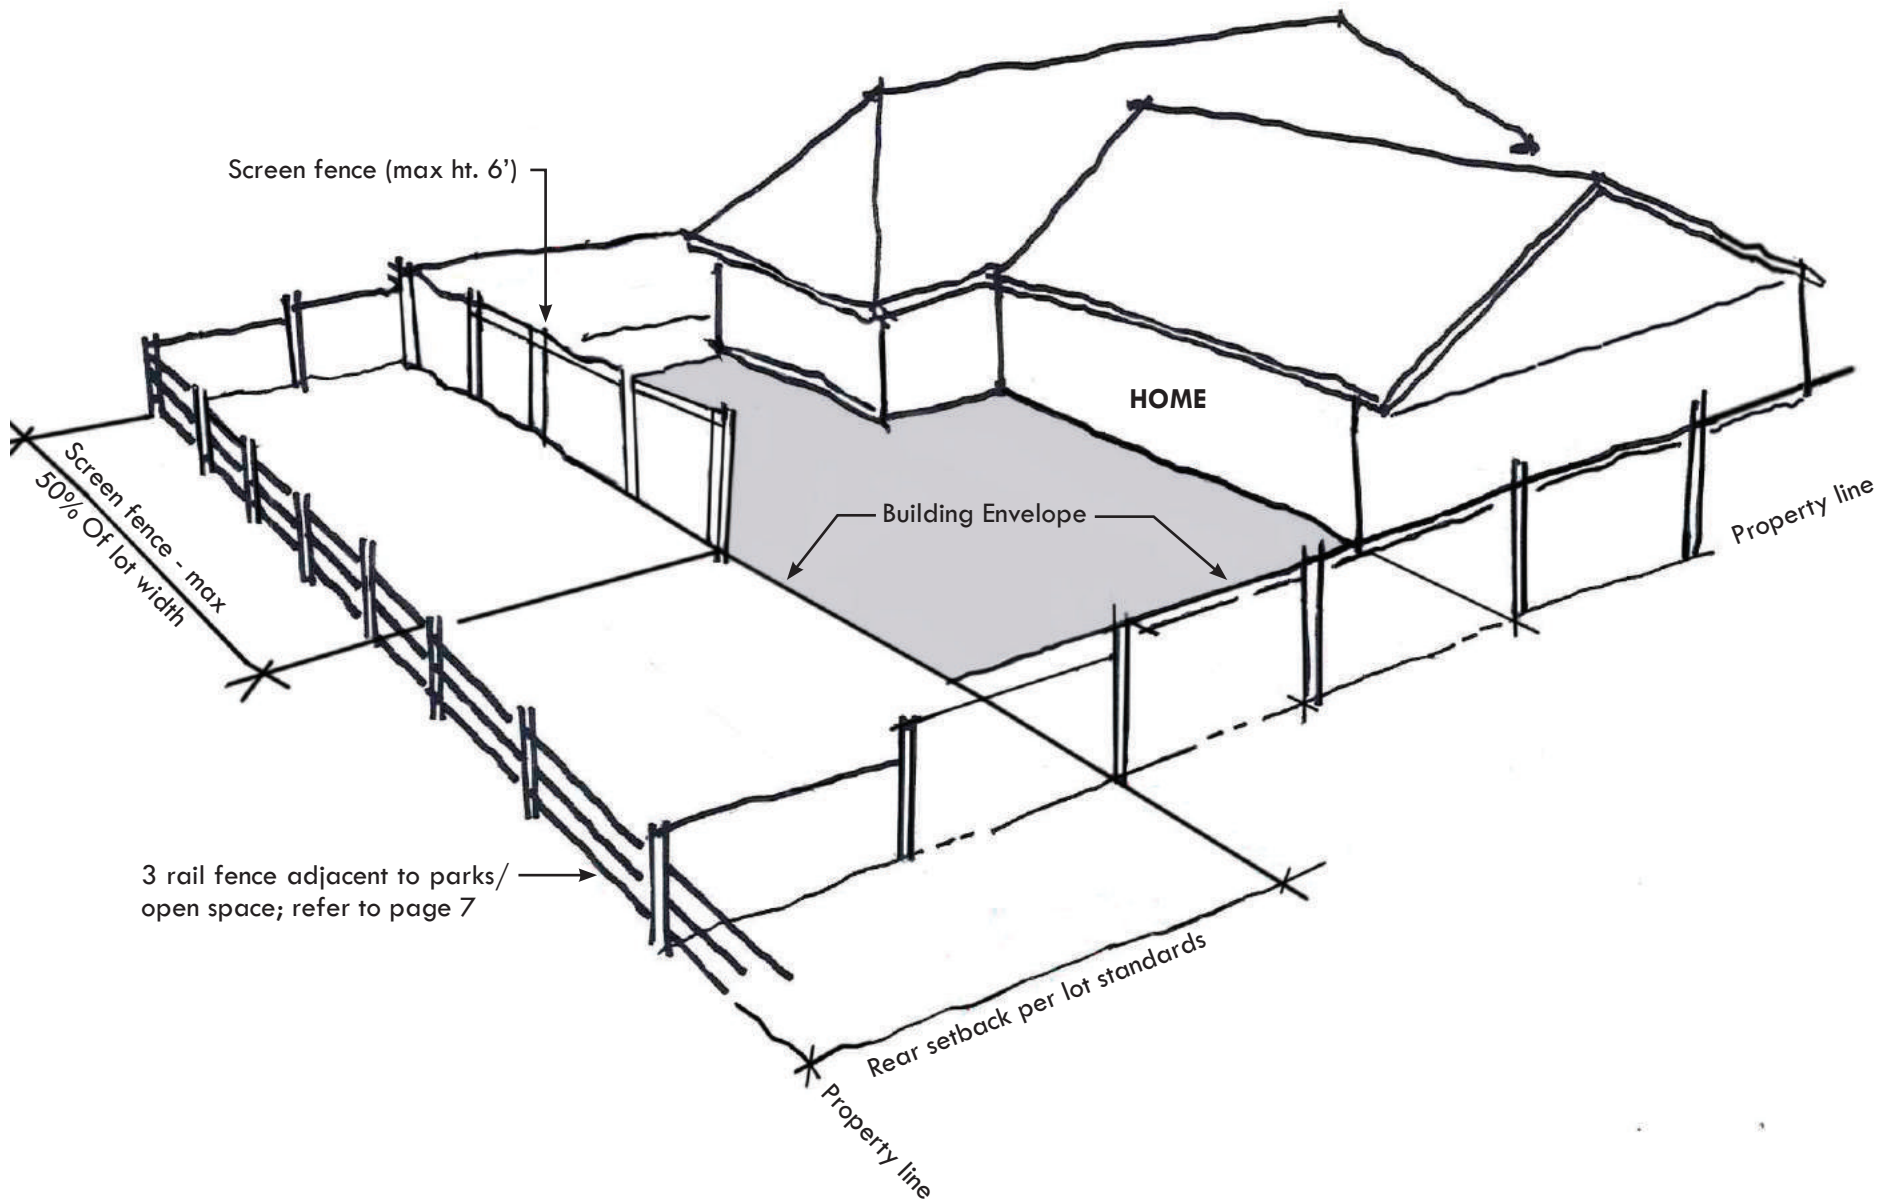 Screen fence (max ht. 6’)
HOME
Screen fence - max
50% Of lot width
Building Envelope
Property line
3 rail fence adjacent to parks/
open space; refer to page 7
Rear setback per lot standards
Property line